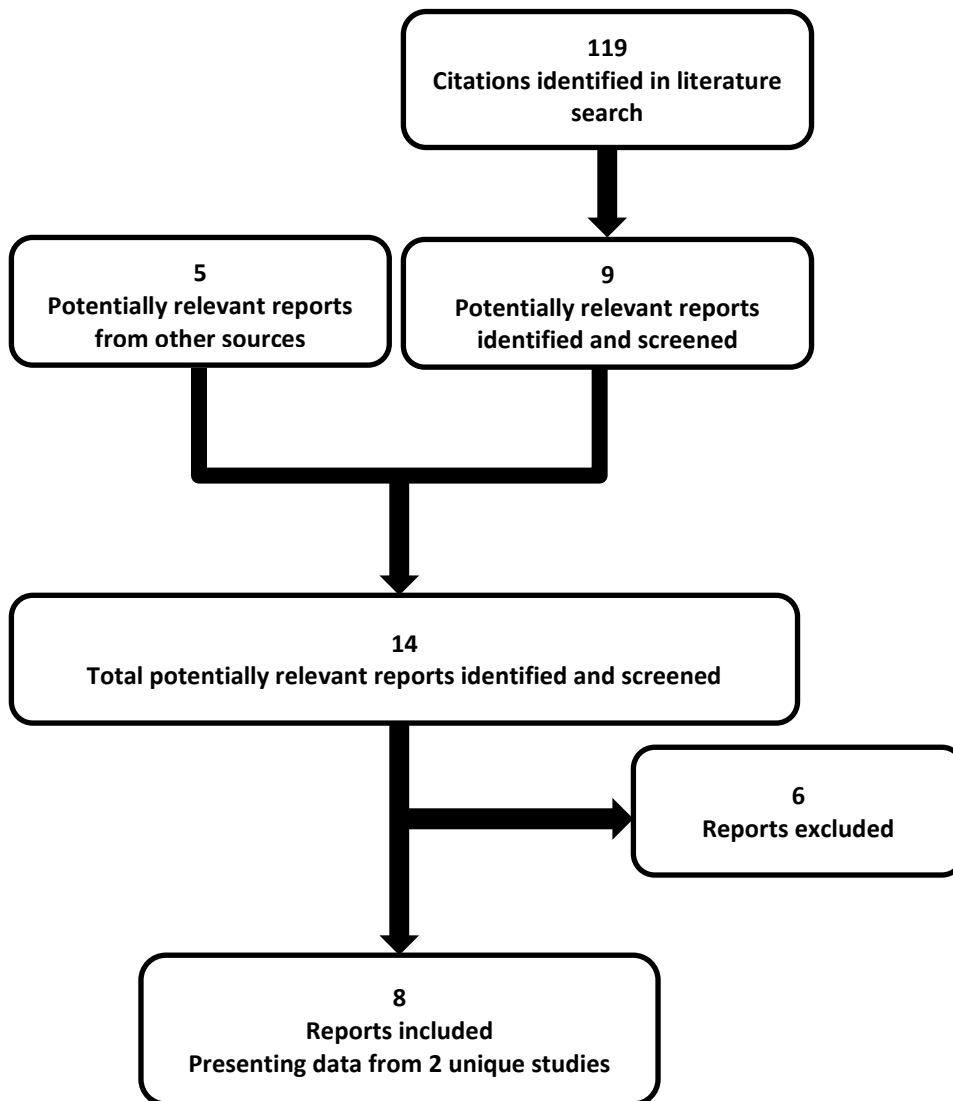 119
Citations identified in literature
search
5
Potentially relevant reports
from other sources
9
Potentially relevant reports
identified and screened
14
Total potentially relevant reports identified and screened
6
Reports excluded
8
Reports included
Presenting data from 2 unique studies